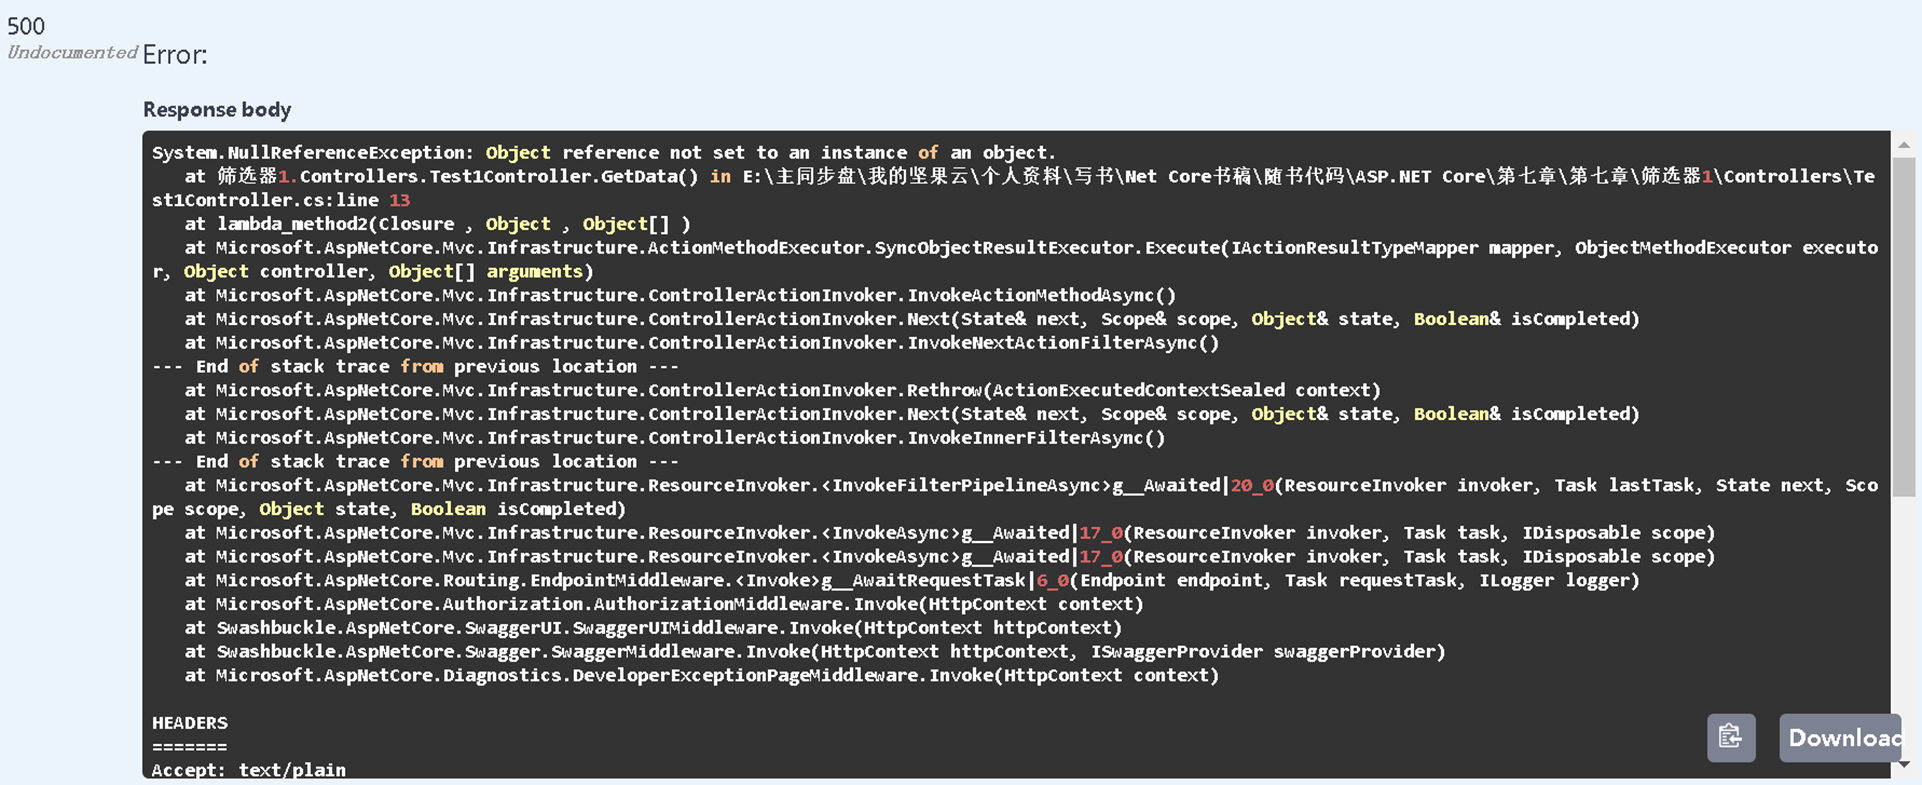 500
Undocumented
Error:
Response body
System.NullReferenceException: Object reference not set to an instance of an object.
   at 筛选器1.Controllers.Test1Controller.GetData() in E:\主同步盘\我的坚果云\个人资料\写书\Net Core书稿\随书代码\ASP.NET Core\第七章\第七章\筛选器1\Controllers\Te
st1Controller.cs:line 13
   at lambda_method2(Closure , Object , Object[] )
   at Microsoft.AspNetCore.Mvc.Infrastructure.ActionMethodExecutor.SyncObjectResultExecutor.Execute(IActionResultTypeMapper mapper, ObjectMethodExecutor executo
r, Object controller, Object[] arguments)
   at Microsoft.AspNetCore.Mvc.Infrastructure.ControllerActionInvoker.InvokeActionMethodAsync()
   at Microsoft.AspNetCore.Mvc.Infrastructure.ControllerActionInvoker.Next(State& next, Scope& scope, Object& state, Boolean& isCompleted)
   at Microsoft.AspNetCore.Mvc.Infrastructure.ControllerActionInvoker.InvokeNextActionFilterAsync()
--- End of stack trace from previous location ---
   at Microsoft.AspNetCore.Mvc.Infrastructure.ControllerActionInvoker.Rethrow(ActionExecutedContextSealed context)
   at Microsoft.AspNetCore.Mvc.Infrastructure.ControllerActionInvoker.Next(State& next, Scope& scope, Object& state, Boolean& isCompleted)
   at Microsoft.AspNetCore.Mvc.Infrastructure.ControllerActionInvoker.InvokeInnerFilterAsync()
--- End of stack trace from previous location ---
   at Microsoft.AspNetCore.Mvc.Infrastructure.ResourceInvoker.<InvokeFilterPipelineAsync>g__Awaited|20_0(ResourceInvoker invoker, Task lastTask, State next, Sco
pe scope, Object state, Boolean isCompleted)
   at Microsoft.AspNetCore.Mvc.Infrastructure.ResourceInvoker.<InvokeAsync>g__Awaited|17_0(ResourceInvoker invoker, Task task, IDisposable scope)
   at Microsoft.AspNetCore.Mvc.Infrastructure.ResourceInvoker.<InvokeAsync>g__Awaited|17_0(ResourceInvoker invoker, Task task, IDisposable scope)
   at Microsoft.AspNetCore.Routing.EndpointMiddleware.<Invoke>g__AwaitRequestTask|6_0(Endpoint endpoint, Task requestTask, ILogger logger)
   at Microsoft.AspNetCore.Authorization.AuthorizationMiddleware.Invoke(HttpContext context)
   at Swashbuckle.AspNetCore.SwaggerUI.SwaggerUIMiddleware.Invoke(HttpContext httpContext)
   at Swashbuckle.AspNetCore.Swagger.SwaggerMiddleware.Invoke(HttpContext httpContext, ISwaggerProvider swaggerProvider)
   at Microsoft.AspNetCore.Diagnostics.DeveloperExceptionPageMiddleware.Invoke(HttpContext context)
HEADERS
=======
Accept: text/plain
Download